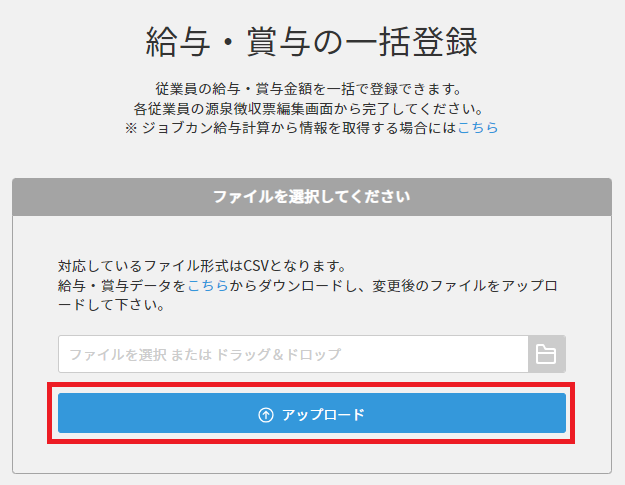 給与・賞与の一括登録
従業員の給与・賞与金額を一括で登録できます。
各従業員の源泉徴収票編集画面から完了してください。
※ ジョブカン給与計算から情報を取得する場合にはこちら
ファイルを選択してください
対応しているファイル形式はCSVとなります。
給与・賞与データをこちらからダウンロードし、変更後のファイルをアップロ
ードして下さい。
ファイルを選択 または ドラッグ＆ドロップ
アップロード